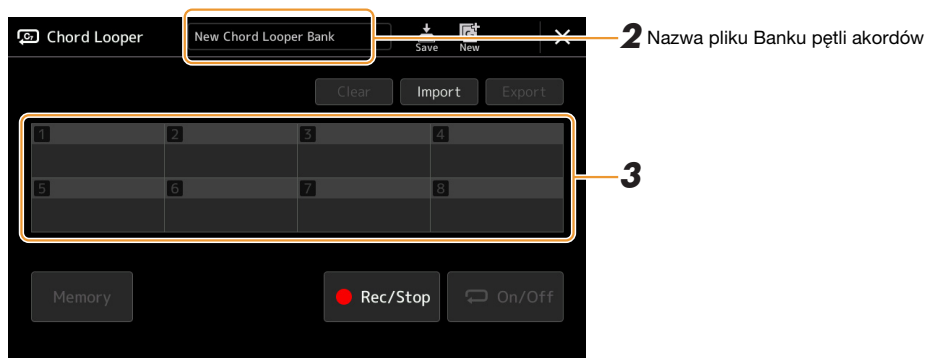 Chord Looper
New Chord Looper Bank
Save
New
2 Nazwa pliku Banku pętli akordów
Clear
Import
Export
1
2
3
4
3
5
6
7
8
Memory
Rec/Stop
On/Off